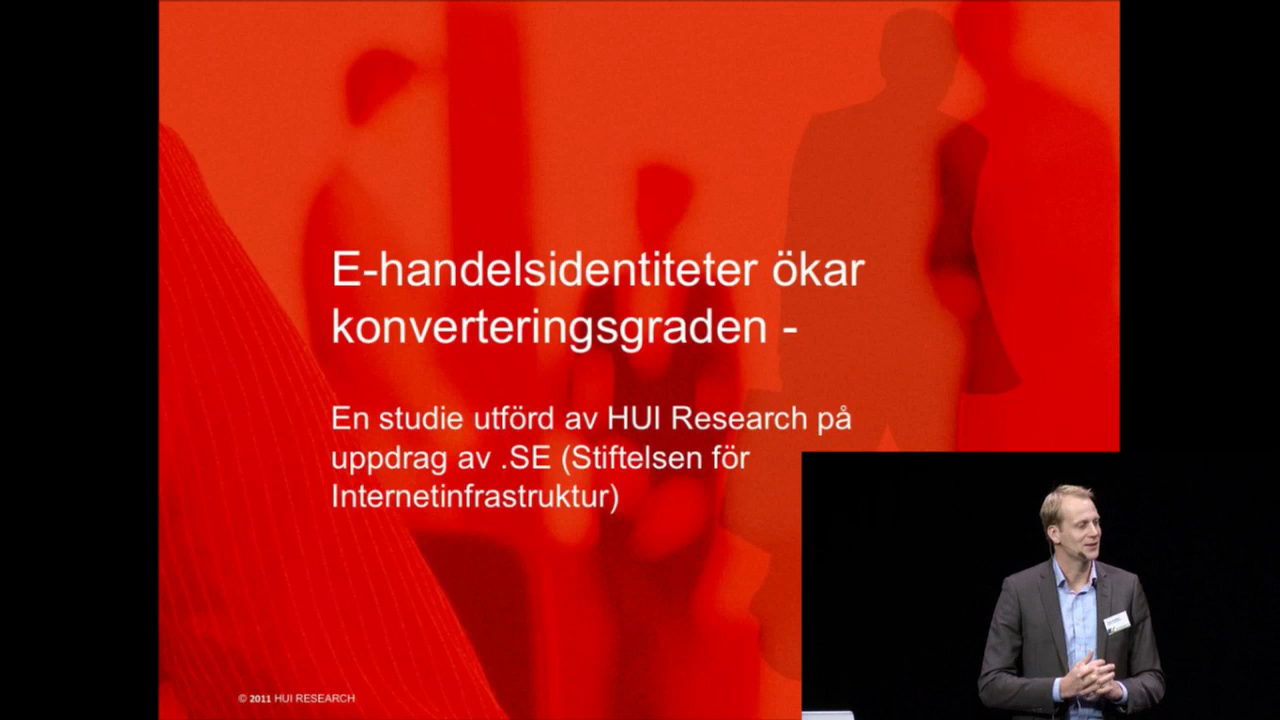 E-handelsidentiteter ökar
konverteringsgraden -
En studie utförd av HUI Research på
uppdrag av .SE (Stiftelsen för
Internetinfrastruktur)
© 2011 HUI RESEARCH